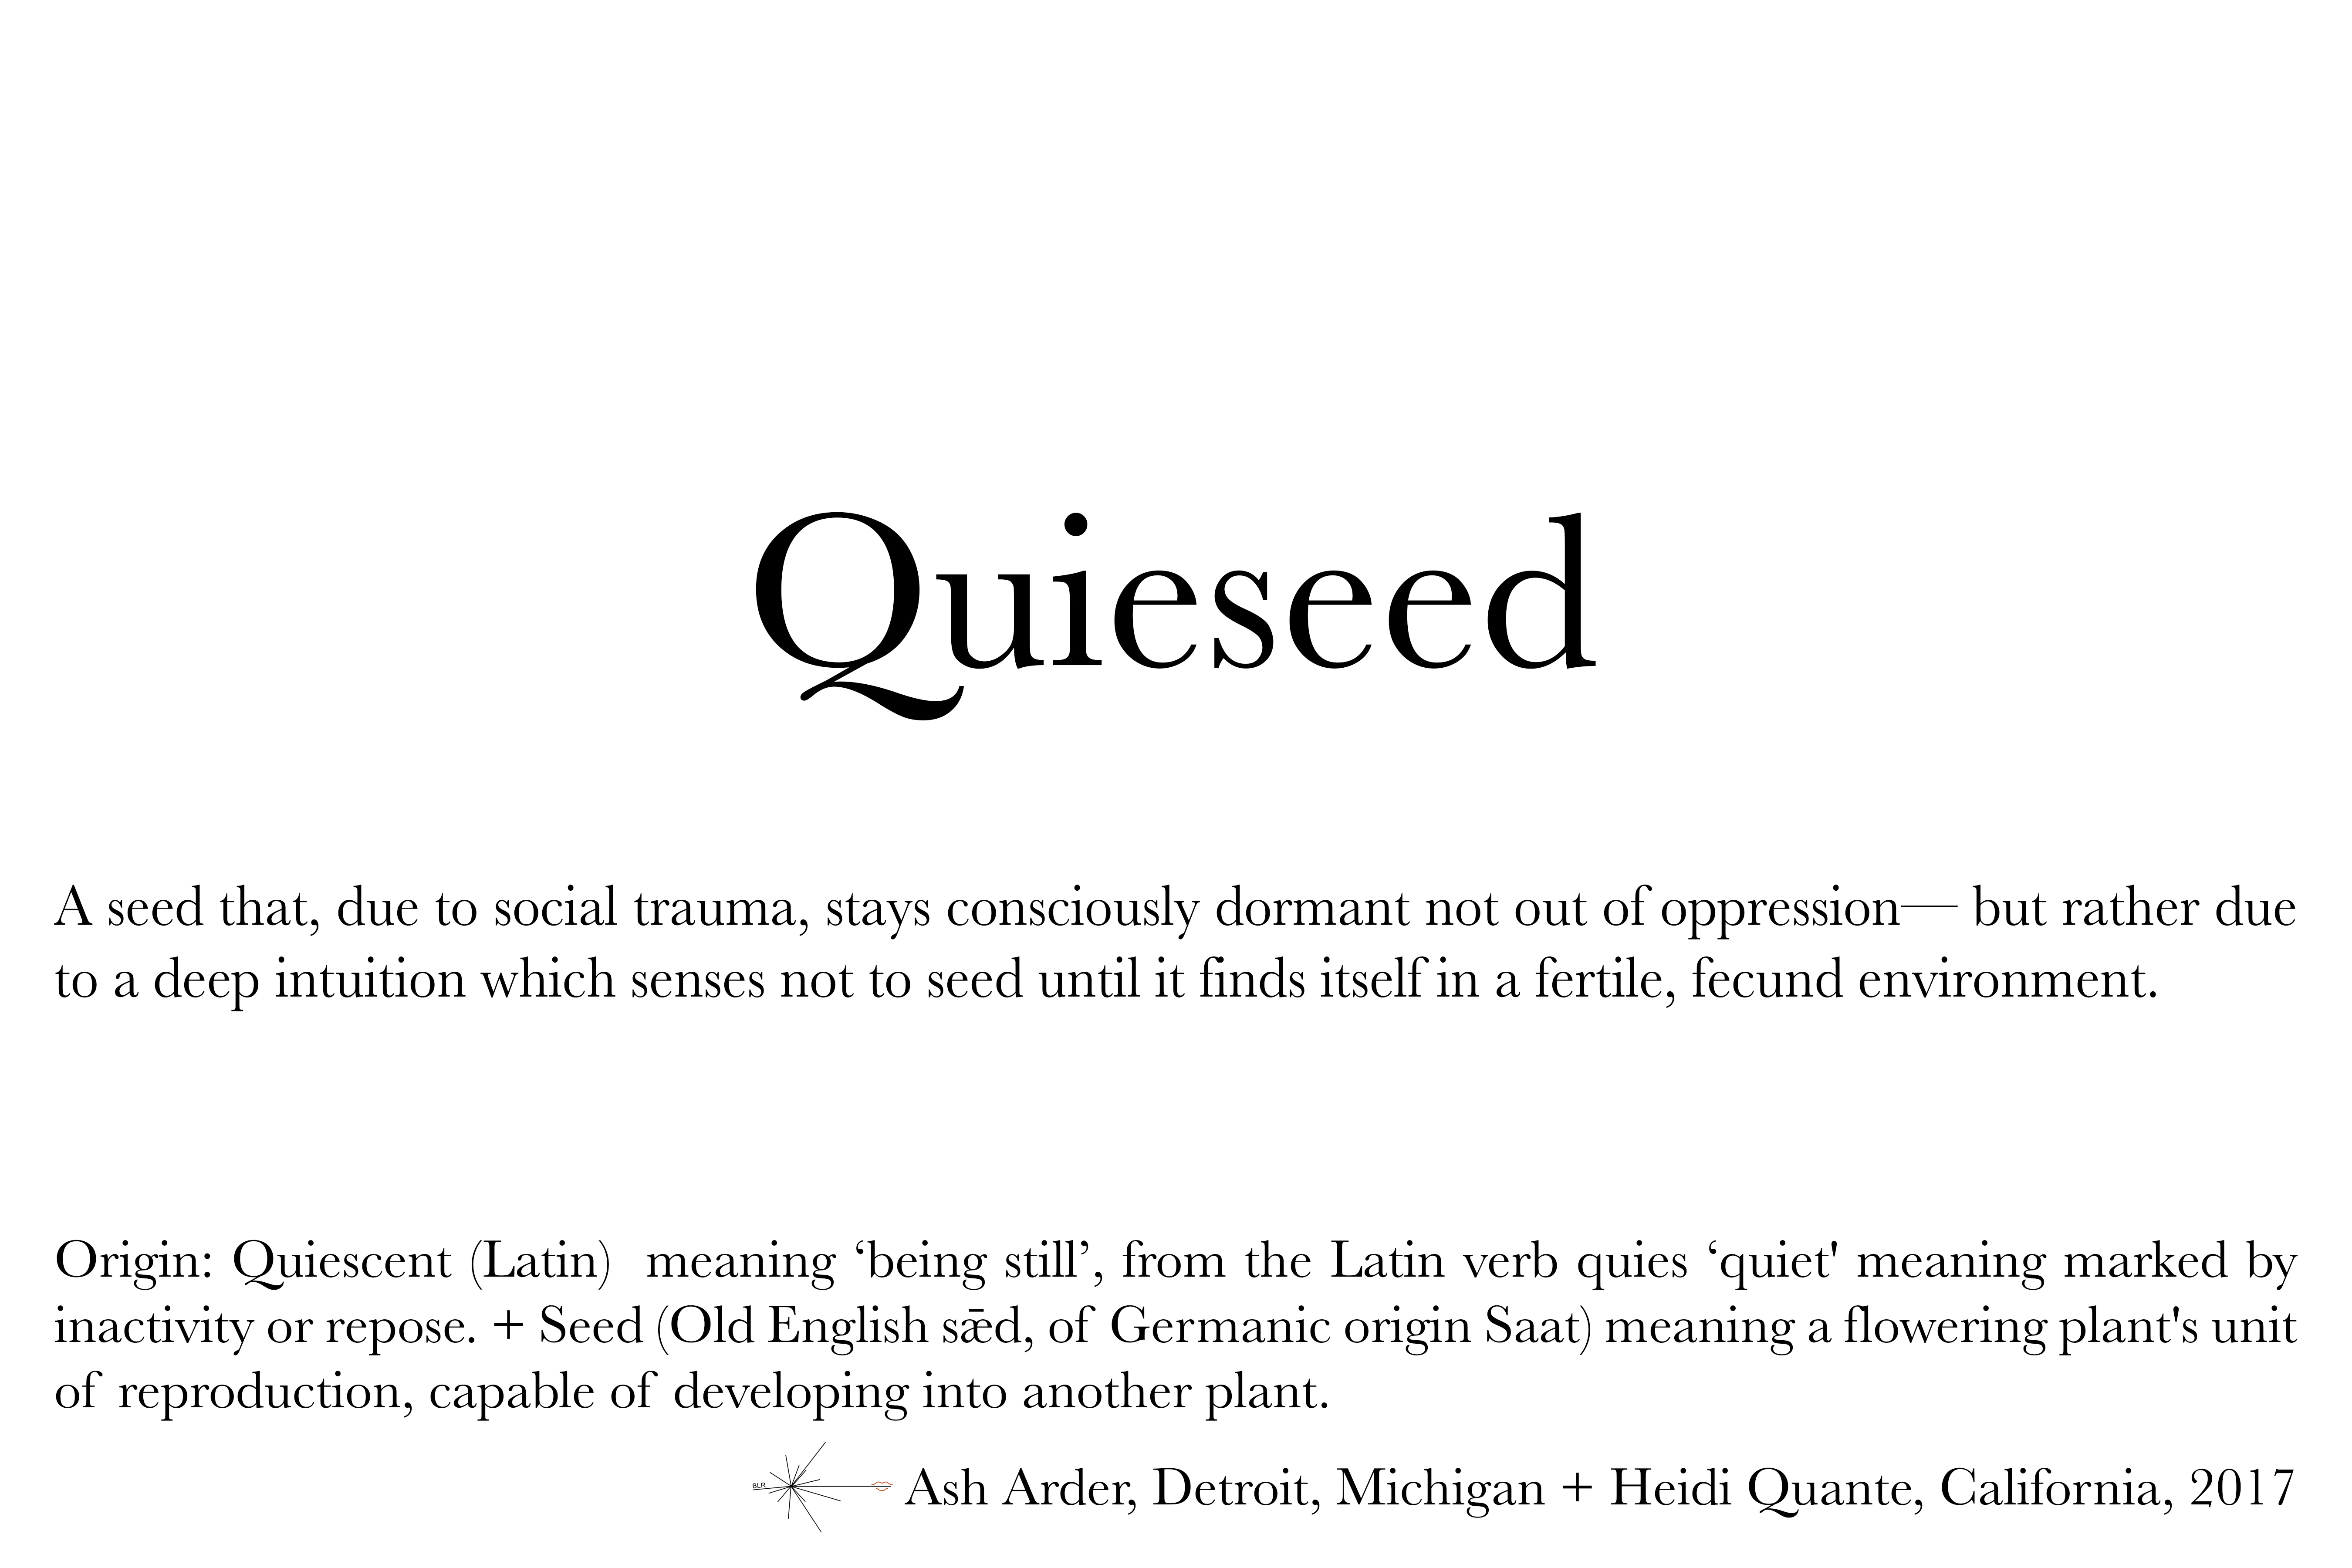 Quieseed
A seed that, due to social trauma, stays consciously dormant not out of oppression— but rather due
to a deep intuition which senses not to seed until it finds itself in a fertile, fecund environment.
Origin: Quiescent (Latin)  meaning ‘being still’, from the Latin verb quies ‘quiet' meaning marked by
inactivity or repose. + Seed (Old English sǣd, of Germanic origin Saat) meaning a flowering plant's unit
of reproduction, capable of developing into another plant.
BLR
Ash Arder, Detroit, Michigan + Heidi Quante, California, 2017